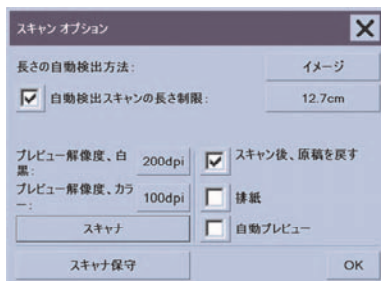 スキャン オプション
長さの自動検出方法:
イメージ
自動検出スキャンの長さ制限:
12.7cm
プレビュー解像度、白
黒:
200dpi
スキャン後、原稿を戻す
プレビュー解像度、カラ
ー:
100dpi
排紙
スキャナ
自動プレビュー
スキャナ保守
OK